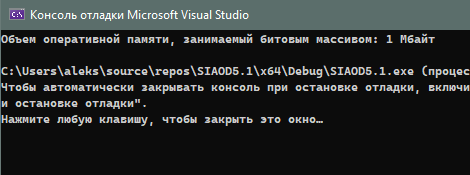 Консоль отладки Microsoft Visual Studio
Объем оперативной памяти, занимаемый битовым массивом: 1 Мбайт
C:\Users\aleks\source\repos\SIAOD5.1\x64\Debug\SIAOD5.1.exe (процес
Чтобы автоматически закрывать консоль при остановке отладки, включи
и остановке отладки".
Нажмите любую клавишу, чтобы закрыть это окно…